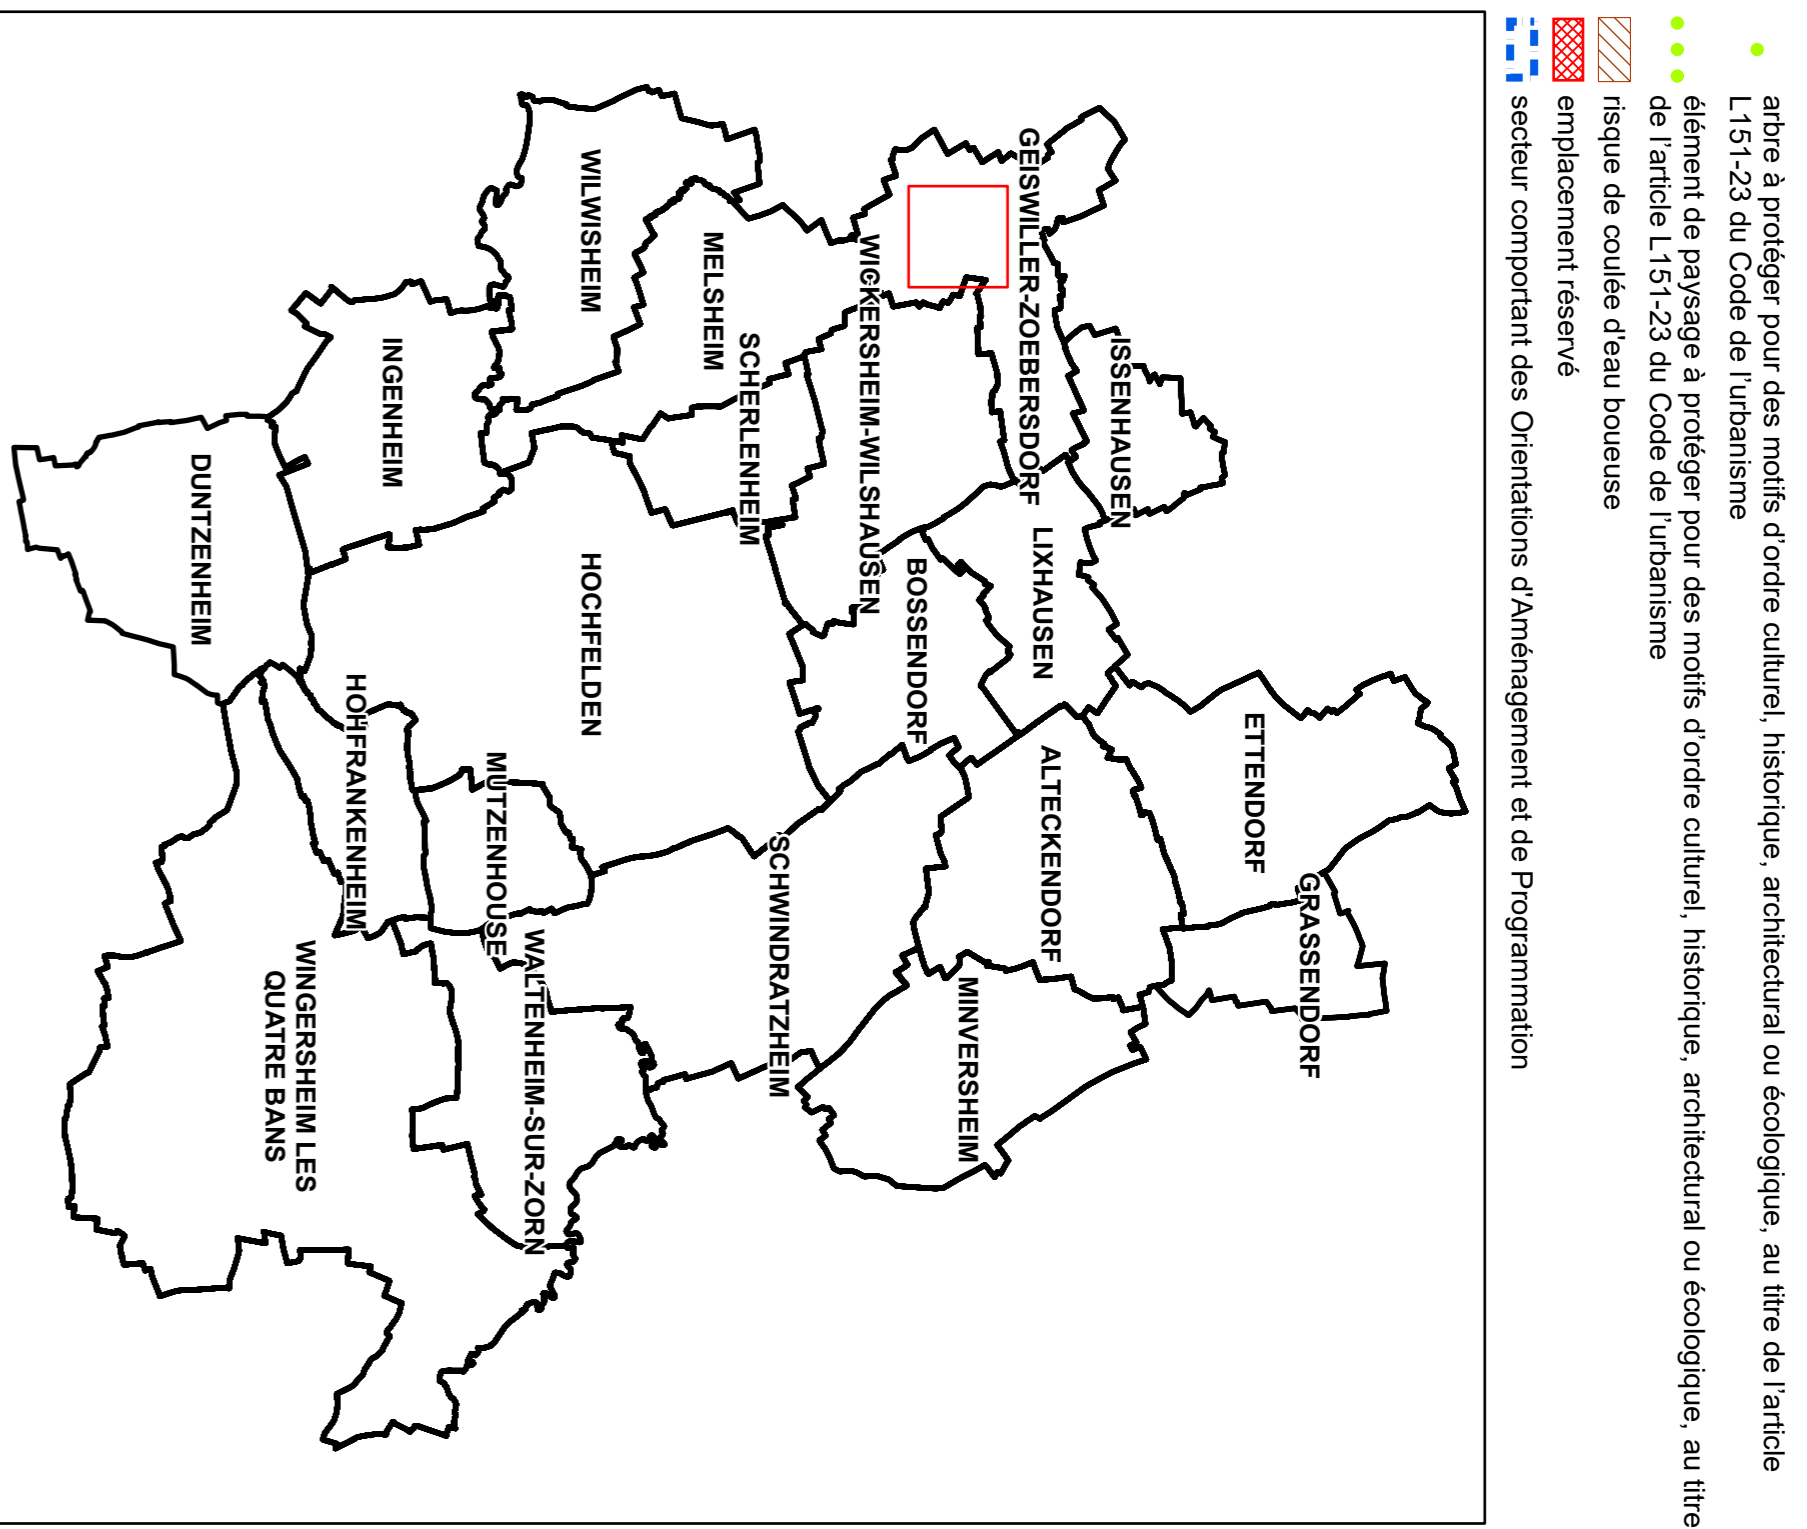 arbre à protéger pour des motifs d'ordre culturel, historique, architectural ou écologique, au titre de l'article
L151-23 du Code de l'urbanisme
élément de paysage à protéger pour des motifs d'ordre culturel, historique, architectural ou écologique, au titre
de l'article L151-23 du Code de l'urbanisme
risque de coulée d'eau boueuse
emplacement réservé
secteur comportant des Orientations d'Aménagement et de Programmation
GRASSENDORF
ETTENDORF
ISSENHAUSEN
ALTECKENDORF
LIXHAUSEN
GEISWILLER-ZOEBERSDORF
MINVERSHEIM
BOSSENDORF
WICKERSHEIM-WILSHAUSEN
SCHWINDRATZHEIM
SCHERLENHEIM
MELSHEIM
HOCHFELDEN
WILWISHEIM
WALTENHEIM-SUR-ZORN
MUTZENHOUSE
INGENHEIM
HOHFRANKENHEIM
WINGERSHEIM LES
QUATRE BANS
DUNTZENHEIM